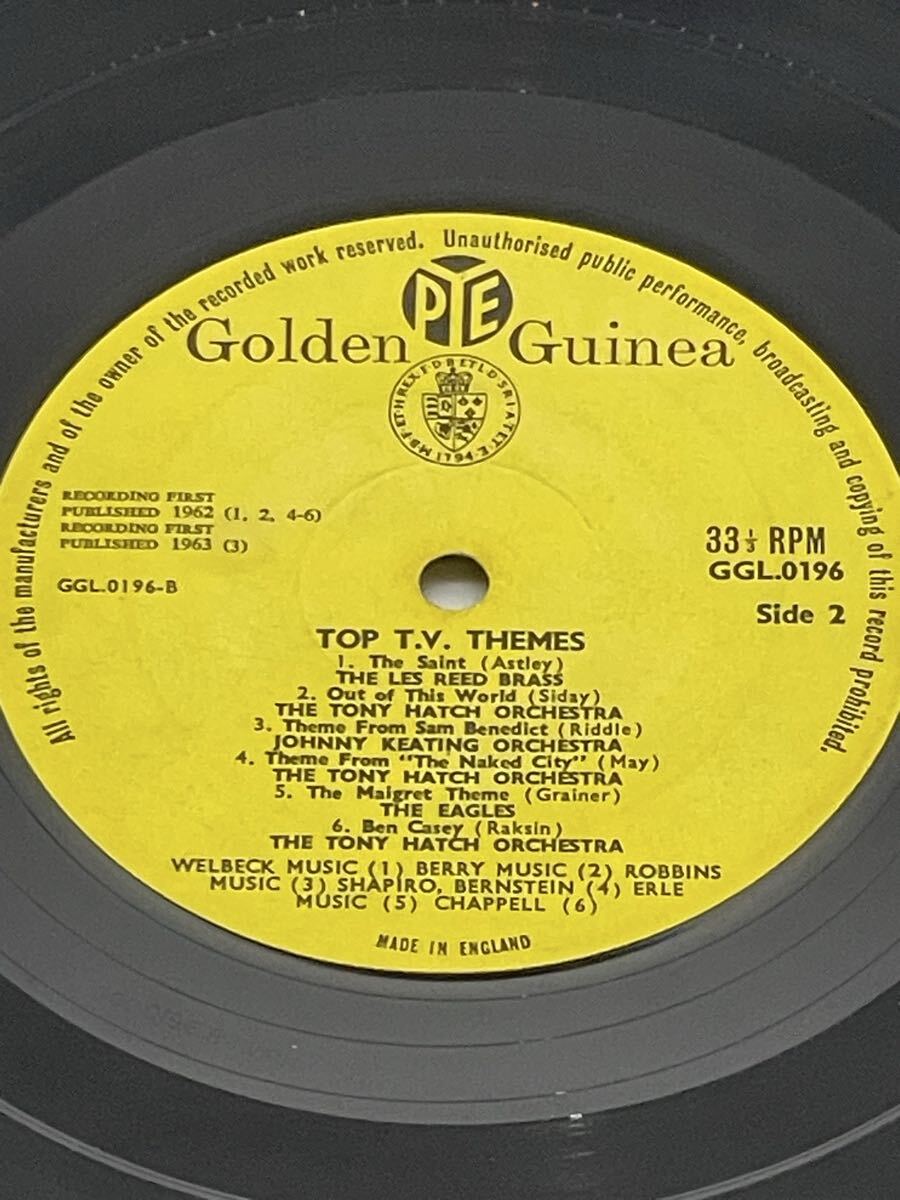 All rights of the manufacturers and of the owner of the recorded work reserved. Unauthorised public performance, broadcasting and copying of this record prohibited.
PYE
Golden Guinea
RECORDING FIRST
PUBLISHED 1962 (1, 2, 4-6)
RECORDING FIRST
PUBLISHED 1963 (3)
GGL.0196-B
33⅓ RPM
GGL.0196
Side 2
TOP T.V. THEMES
1. The Saint (Astley)
THE LES REED BRASS
2. Out of This World (Siday)
THE TONY HATCH ORCHESTRA
3. Theme From Sam Benedict (Riddle)
JOHNNY KEATING ORCHESTRA
4. Theme From "The Naked City" (May)
THE TONY HATCH ORCHESTRA
5. The Maigret Theme (Grainer)
THE EAGLES
6. Ben Casey (Raksin)
THE TONY HATCH ORCHESTRA
WELBECK MUSIC (1) BERRY MUSIC (2) ROBBINS
MUSIC (3) SHAPIRO, BERNSTEIN (4) ERLE
MUSIC (5) CHAPPELL (6)
MADE IN ENGLAND